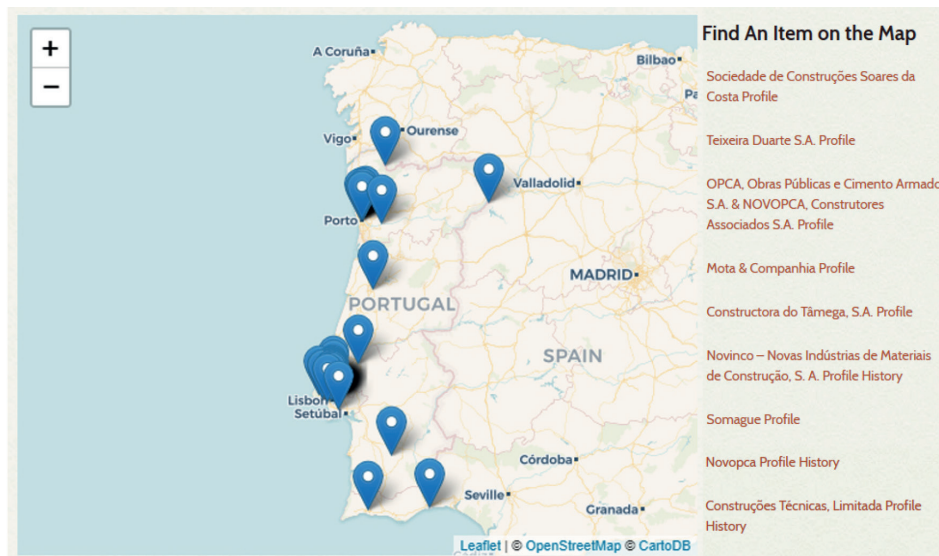 +
−
A Coruña
Bilbao
Vigo
Ourense
Valladolid
Porto
MADRID
PORTUGAL
SPAIN
Lisbon
Setúbal
Córdoba
Seville
Granada
Leaflet | © OpenStreetMap © CartoDB
Find An Item on the Map
Sociedade de Construções Soares da
Costa Profile
Teixeira Duarte S.A. Profile
OPCA, Obras Públicas e Cimento Armado
S.A. & NOVOPCA, Construtores
Associados S.A. Profile
Mota & Companhia Profile
Constructora do Tâmega, S.A. Profile
Novinco – Novas Indústrias de Materiais
de Construção, S. A. Profile History
Somague Profile
Novopca Profile History
Construções Técnicas, Limitada Profile
History